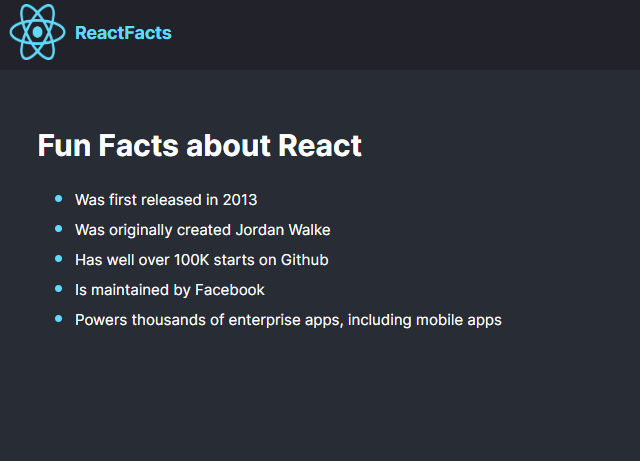 ReactFacts
Fun Facts about React
Was first released in 2013
Was originally created Jordan Walke
Has well over 100K starts on Github
Is maintained by Facebook
Powers thousands of enterprise apps, including mobile apps